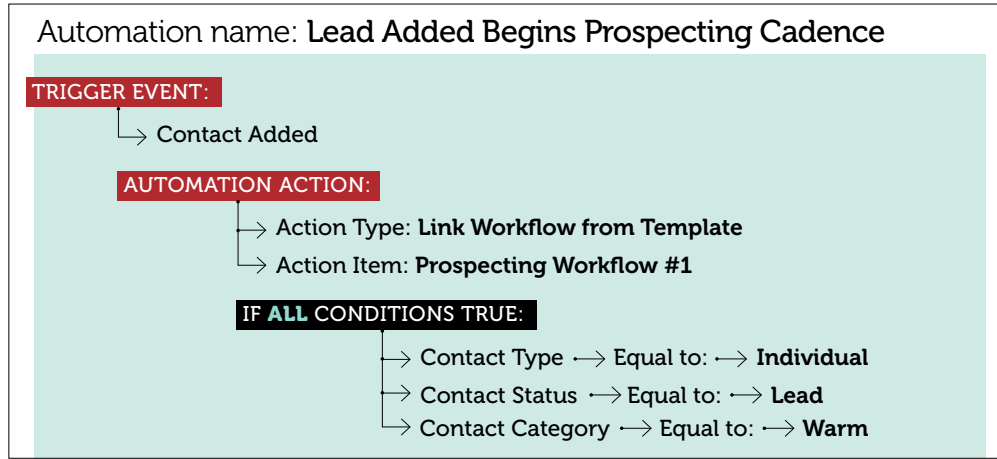 Automation name: Lead Added Begins Prospecting Cadence
TRIGGER EVENT:
Contact Added
AUTOMATION ACTION:
Action Type: Link Workflow from Template
Action Item: Prospecting Workflow #1
IF ALL CONDITIONS TRUE:
Contact Type Equal to: Individual
Contact Status Equal to: Lead
Contact Category Equal to: Warm